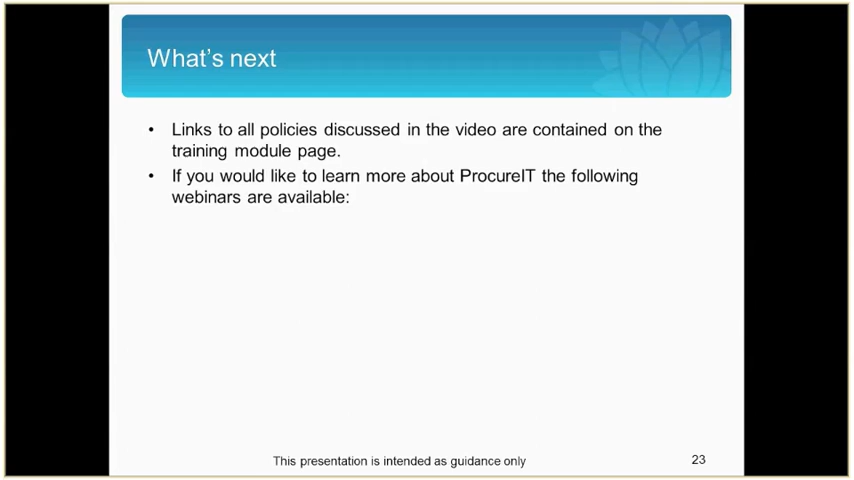 What's next
• Links to all policies discussed in the video are contained on the
training module page.
• If you would like to learn more about ProcureIT the following
webinars are available:
This presentation is intended as guidance only
23